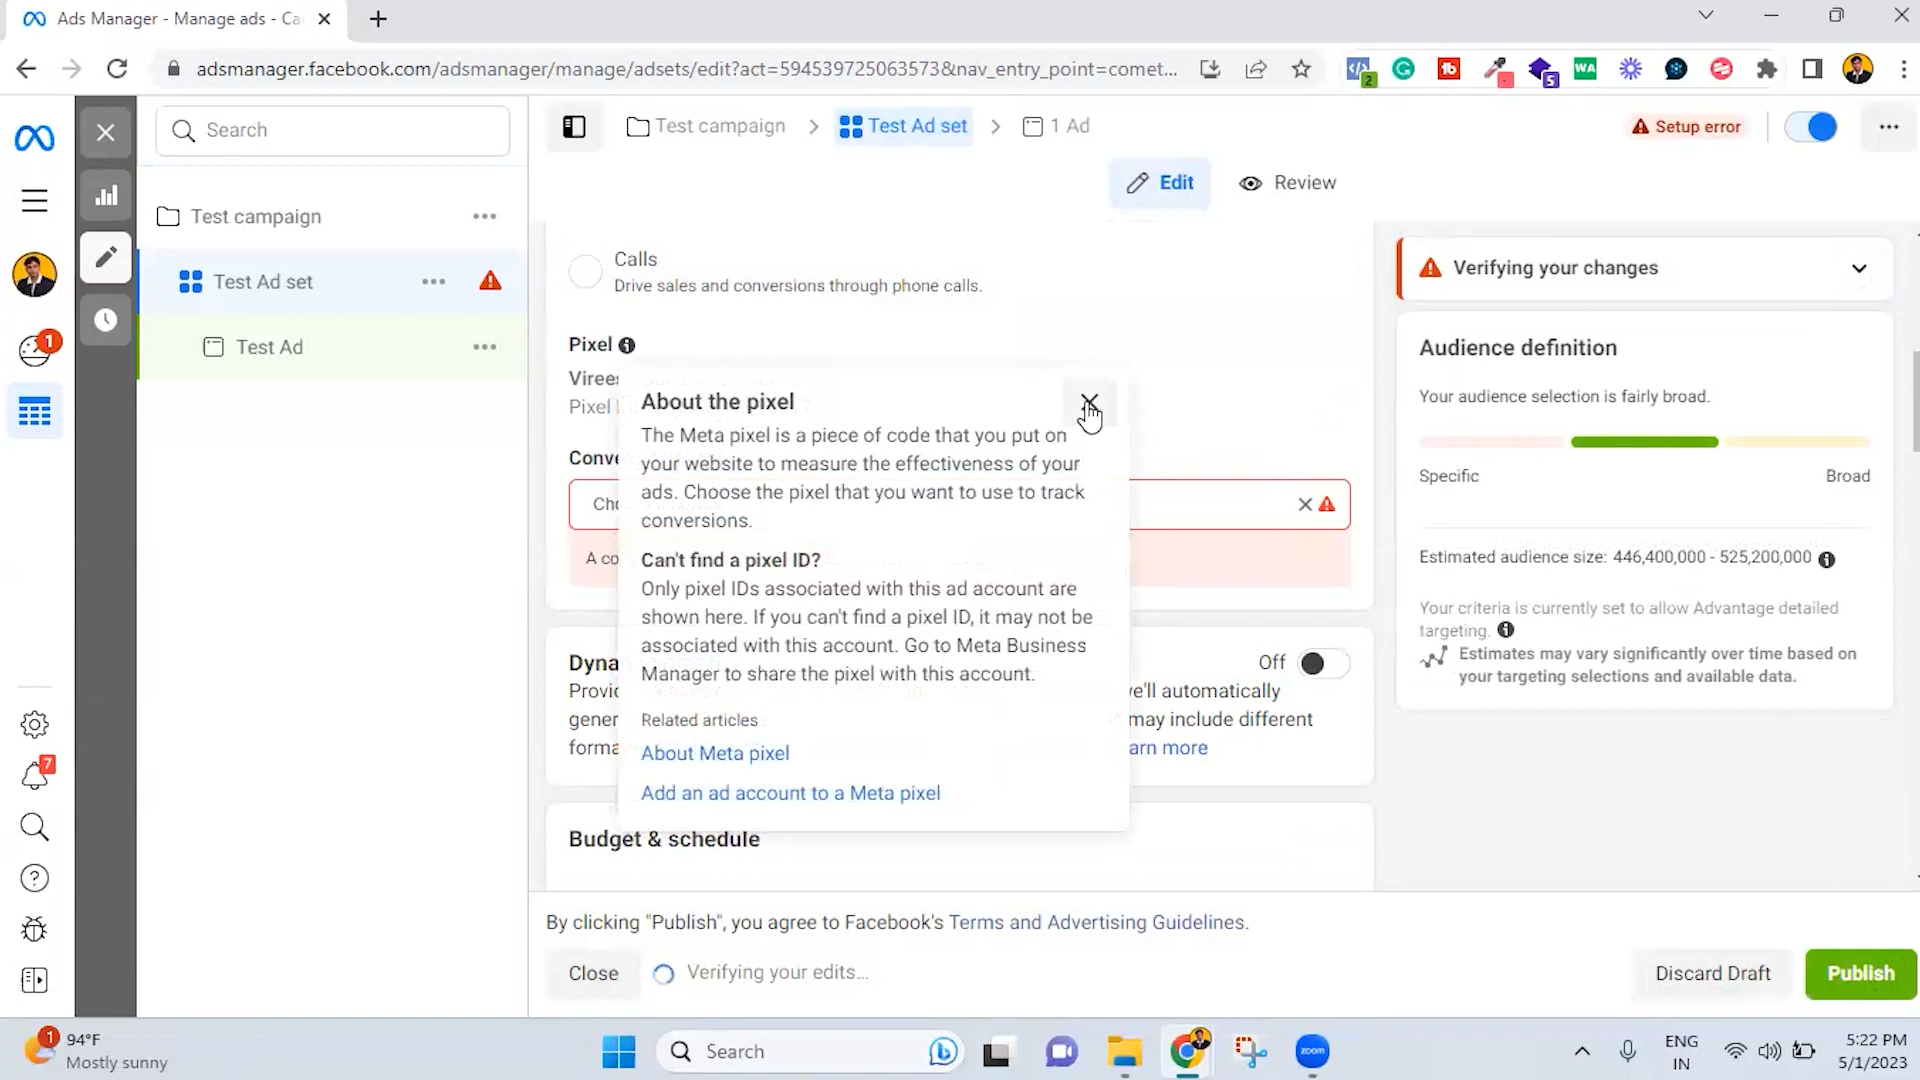 Ads Manager - Manage ads - Ca
adsmanager.facebook.com/adsmanager/manage/adsets/edit?act=594539725063573&nav_entry_point=comet...
2
tb
5
WA
Search
Test campaign
Test Ad set
1 Ad
Setup error
Edit
Review
Test campaign
Test Ad set
Test Ad
1
7
Calls
Drive sales and conversions through phone calls.
Pixel
Virees
Pixel
Conve
Cho
A co
About the pixel
The Meta pixel is a piece of code that you put on
your website to measure the effectiveness of your
ads. Choose the pixel that you want to use to track
conversions.
Can't find a pixel ID?
Only pixel IDs associated with this ad account are
shown here. If you can't find a pixel ID, it may not be
associated with this account. Go to Meta Business
Manager to share the pixel with this account.
Related articles
About Meta pixel
Add an ad account to a Meta pixel
Dyna
Off
Provic
e'll automatically
gener
may include different
forma
arn more
Budget & schedule
Verifying your changes
Audience definition
Your audience selection is fairly broad.
Specific
Broad
Estimated audience size: 446,400,000 - 525,200,000
Your criteria is currently set to allow Advantage detailed
targeting.
Estimates may vary significantly over time based on
your targeting selections and available data.
By clicking "Publish", you agree to Facebook's Terms and Advertising Guidelines.
Close
Verifying your edits...
Discard Draft
Publish
1
94°F
Mostly sunny
Search
zoom
ENG
IN
5:22 PM
5/1/2023